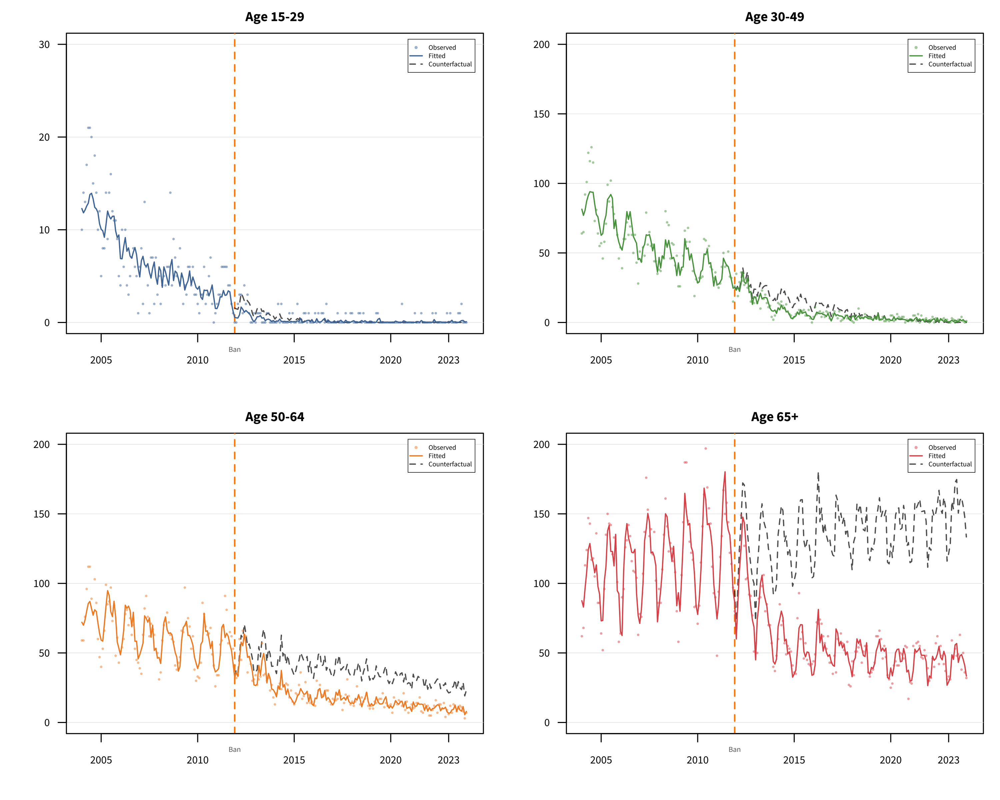 Age 15-29
30
20
10
0
Observed
Fitted
Counterfactual
Ban
2005 2010 2015 2020 2023
Age 30-49
200
150
100
50
0
Observed
Fitted
Counterfactual
Ban
2005 2010 2015 2020 2023
Age 50-64
200
150
100
50
0
Observed
Fitted
Counterfactual
Ban
2005 2010 2015 2020 2023
Age 65+
200
150
100
50
0
Observed
Fitted
Counterfactual
Ban
2005 2010 2015 2020 2023